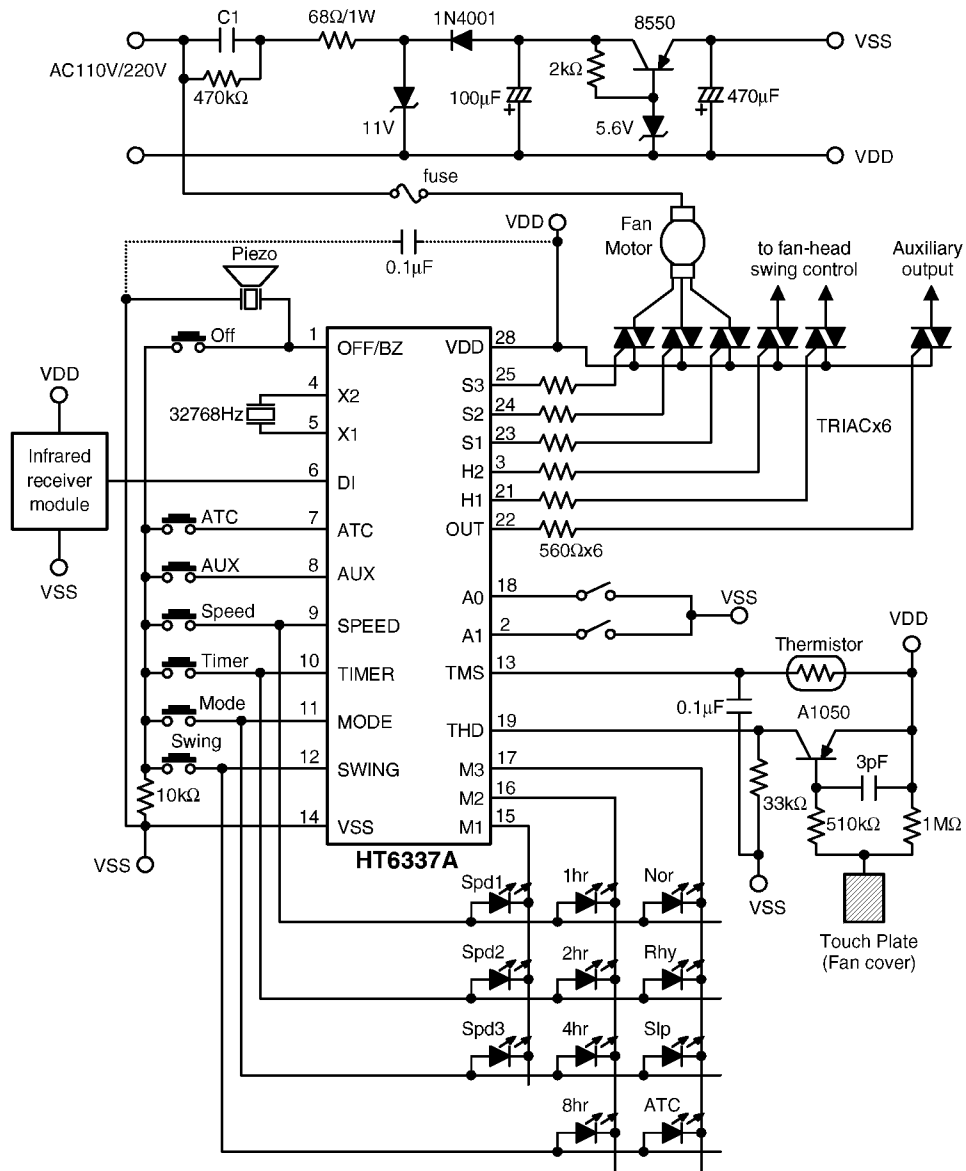 C1
68Ω/1W
1N4001
8550
VSS
AC110V/220V
470kΩ
11V
100μF
+
2kΩ
5.6V
470μF
+
VDD
fuse
VDD
Fan
Motor
to fan-head
swing control
Auxiliary
output
0.1μF
Piezo
Off
1
OFF/BZ
VDD
28
VDD
4
X2
S3
25
32768Hz
5
X1
S2
24
S1
23
TRIACx6
Infrared
receiver
module
6
DI
H2
3
H1
21
ATC
7
ATC
OUT
22
560Ωx6
VSS
AUX
8
AUX
A0
18
VSS
Speed
9
SPEED
A1
2
VDD
Timer
10
TIMER
TMS
13
Thermistor
0.1μF
Mode
11
MODE
THD
19
A1050
Swing
12
SWING
M3
17
3pF
10kΩ
M2
16
33kΩ
510kΩ
1MΩ
14
VSS
M1
15
VSS
HT6337A
VSS
Spd1
1hr
Nor
Touch Plate
(Fan cover)
Spd2
2hr
Rhy
Spd3
4hr
Slp
8hr
ATC